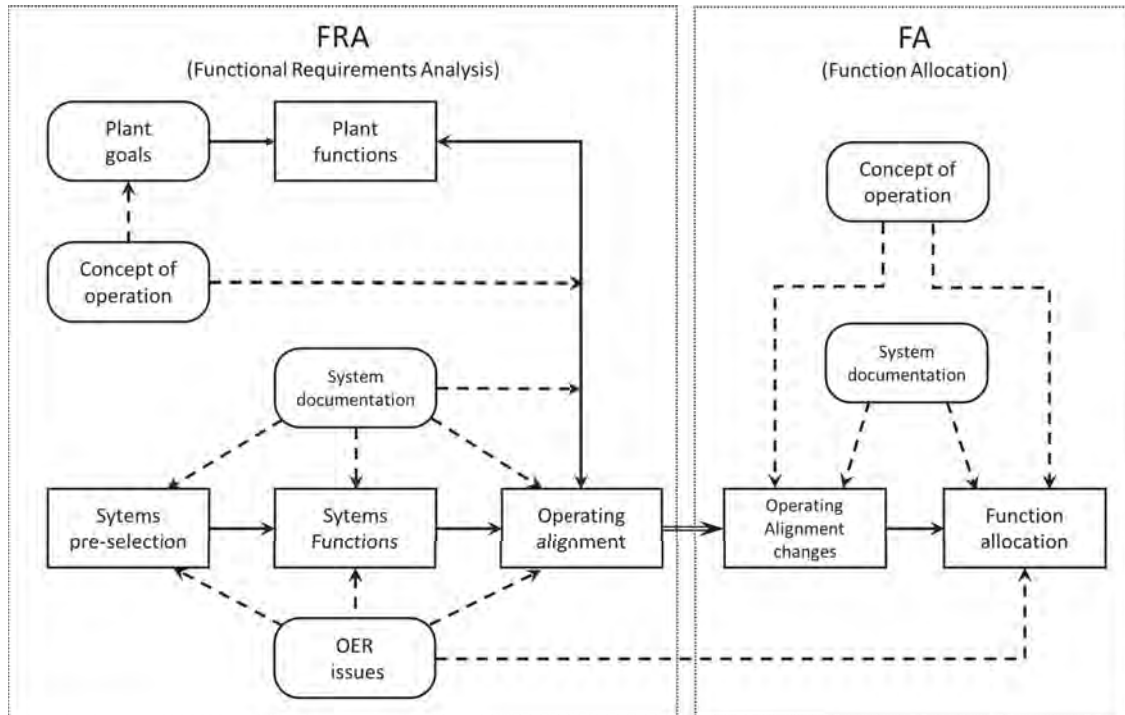 FRA
(Functional Requirements Analysis)
Plant
goals
Plant
functions
Concept of
operation
System
documentation
Sytems
pre-selection
Sytems
Functions
Operating
alignment
OER
issues
FA
(Function Allocation)
Concept of
operation
System
documentation
Operating
Alignment
changes
Function
allocation